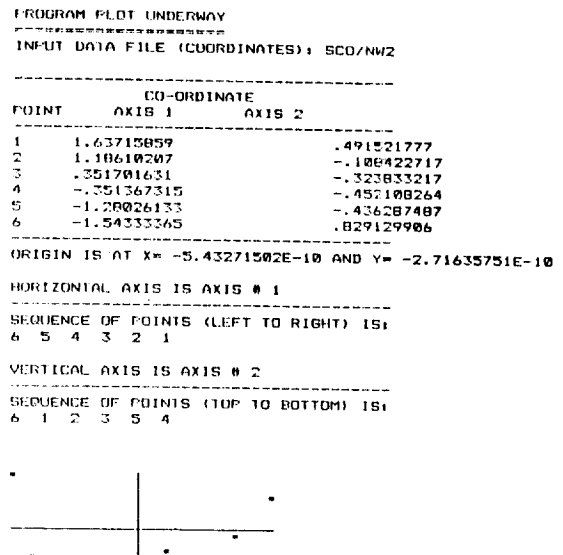 PROGRAM PLOT UNDERWAY
INPUT DATA FILE (COORDINATES): SCO/NW2
CO-ORDINATE
POINT AXIS 1 AXIS 2
1 1.63715859 .491521777
2 1.18610207 -.108422717
3 .351701631 -.323833217
4 -.351367315 -.452108264
5 -1.28026133 -.436287487
6 -1.54333365 .829129906
ORIGIN IS AT X= -5.43271502E-10 AND Y= -2.71635751E-10
HORIZONTAL AXIS IS AXIS # 1
SEQUENCE OF POINTS (LEFT TO RIGHT) IS:
6 5 4 3 2 1
VERTICAL AXIS IS AXIS # 2
SEQUENCE OF POINTS (TOP TO BOTTOM) IS:
6 1 2 3 5 4